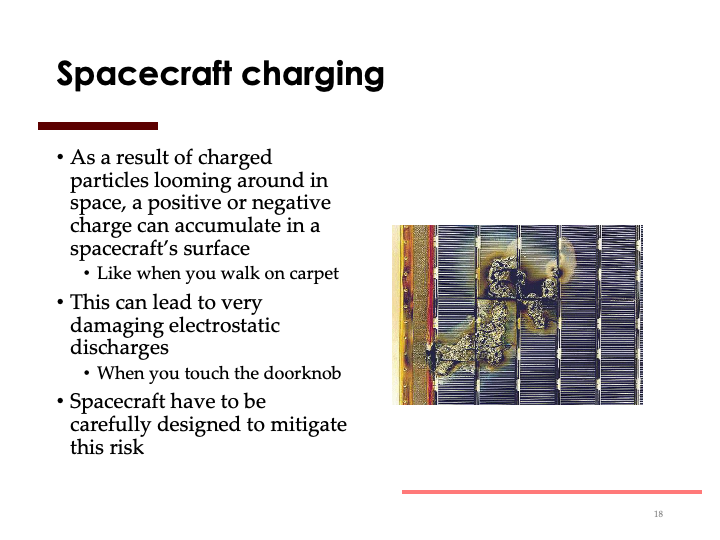 Spacecraft charging
• As a result of charged
particles looming around in
space, a positive or negative
charge can accumulate in a
spacecraft’s surface
• Like when you walk on carpet
• This can lead to very
damaging electrostatic
discharges
• When you touch the doorknob
• Spacecraft have to be
carefully designed to mitigate
this risk
18